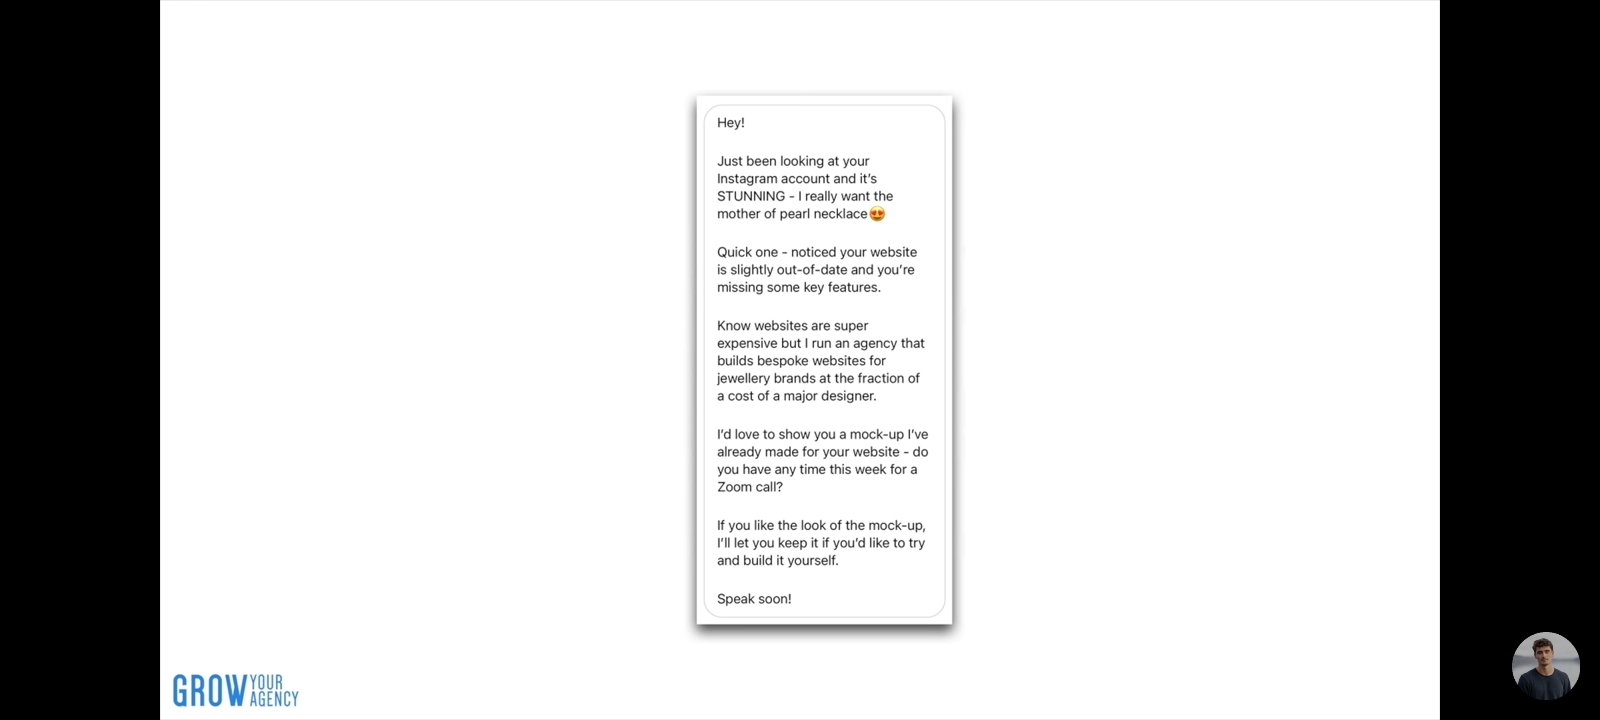 Hey!
Just been looking at your
Instagram account and it's
STUNNING - I really want the
mother of pearl necklace😍
Quick one - noticed your website
is slightly out-of-date and you're
missing some key features.
Know websites are super
expensive but I run an agency that
builds bespoke websites for
jewellery brands at the fraction of
a cost of a major designer.
I'd love to show you a mock-up I've
already made for your website - do
you have any time this week for a
Zoom call?
If you like the look of the mock-up,
I'll let you keep it if you'd like to try
and build it yourself.
Speak soon!
GROW YOUR AGENCY